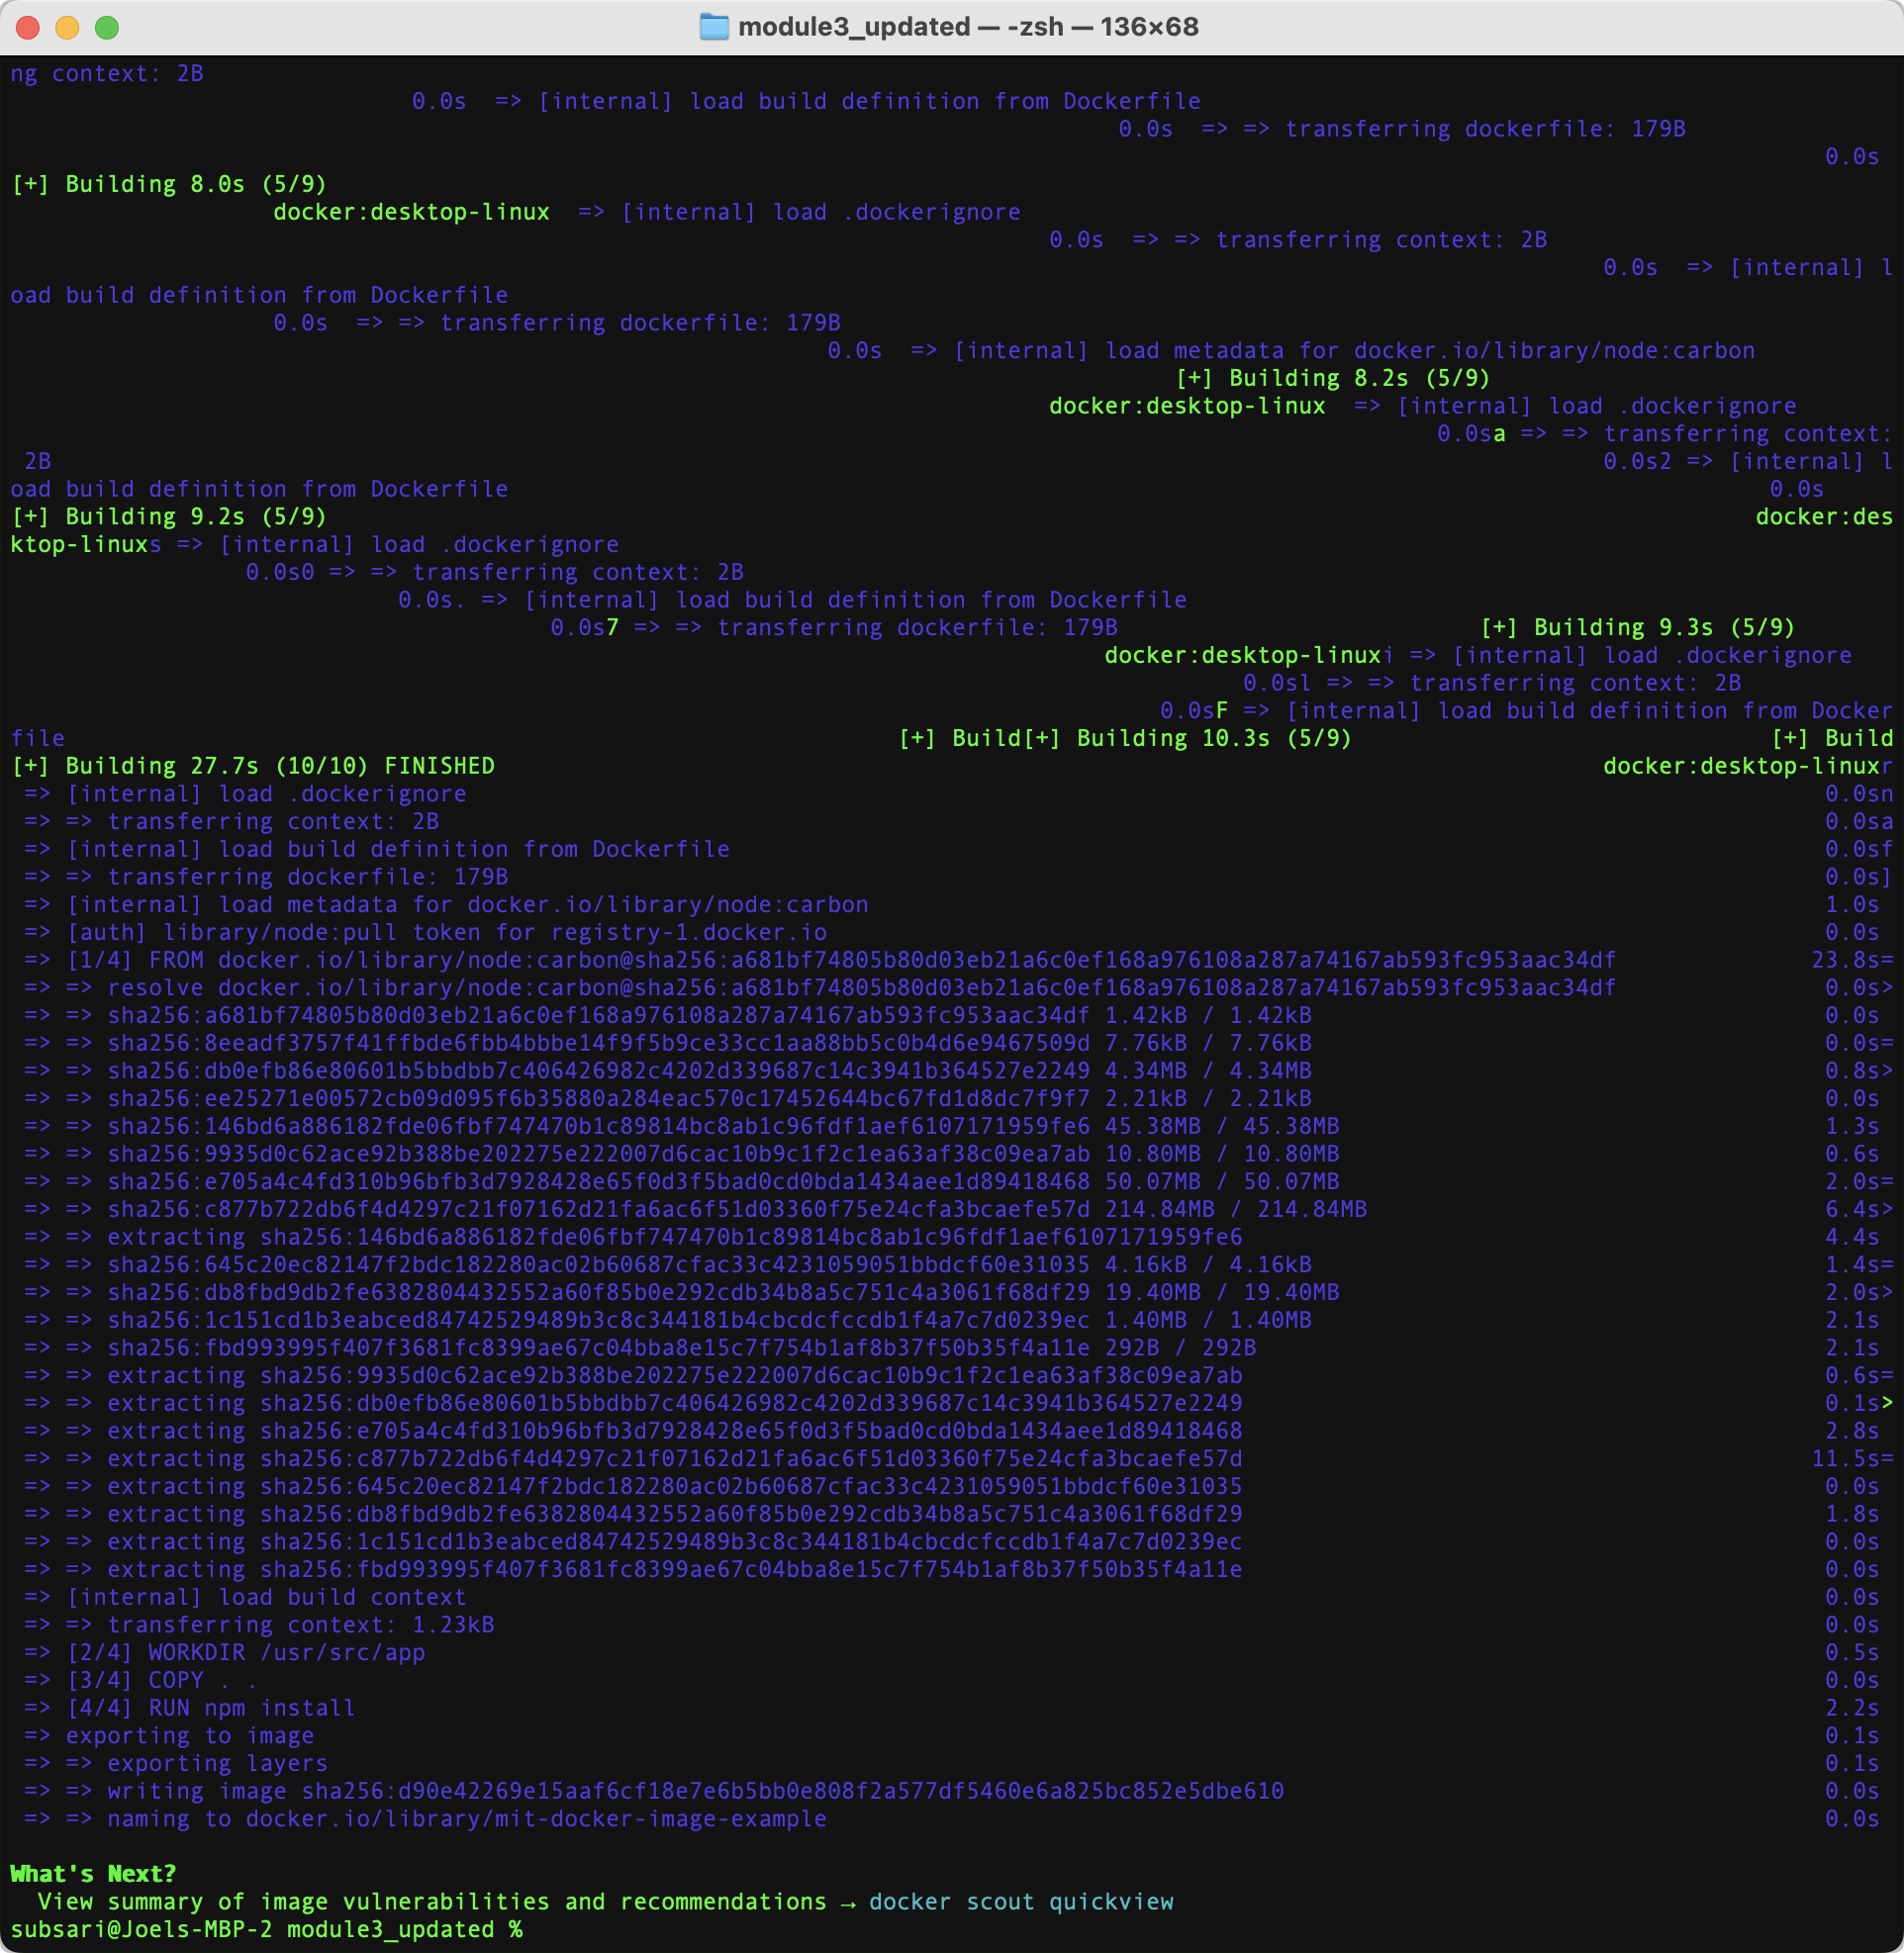 module3_updated — -zsh — 136×68
ng context: 2B
0.0s  => [internal] load build definition from Dockerfile
0.0s  => => transferring dockerfile: 179B
0.0s
[+] Building 8.0s (5/9)
docker:desktop-linux  => [internal] load .dockerignore
0.0s  => => transferring context: 2B
0.0s  => [internal] l
oad build definition from Dockerfile
0.0s  => => transferring dockerfile: 179B
0.0s  => [internal] load metadata for docker.io/library/node:carbon
[+] Building 8.2s (5/9)
docker:desktop-linux  => [internal] load .dockerignore
0.0sa => => transferring context:
2B 0.0s2 => [internal] l
oad build definition from Dockerfile 0.0s
[+] Building 9.2s (5/9) docker:des
ktop-linuxs => [internal] load .dockerignore
0.0s0 => => transferring context: 2B
0.0s. => [internal] load build definition from Dockerfile
0.0s7 => => transferring dockerfile: 179B [+] Building 9.3s (5/9)
docker:desktop-linuxi => [internal] load .dockerignore
0.0sl => => transferring context: 2B
0.0sF => [internal] load build definition from Docker
file [+] Build[+] Building 10.3s (5/9) [+] Build
[+] Building 27.7s (10/10) FINISHED docker:desktop-linuxr
=> [internal] load .dockerignore 0.0sn
=> => transferring context: 2B 0.0sa
=> [internal] load build definition from Dockerfile 0.0sf
=> => transferring dockerfile: 179B 0.0s]
=> [internal] load metadata for docker.io/library/node:carbon 1.0s
=> [auth] library/node:pull token for registry-1.docker.io 0.0s
=> [1/4] FROM docker.io/library/node:carbon@sha256:a681bf74805b80d03eb21a6c0ef168a976108a287a74167ab593fc953aac34df 23.8s=
=> => resolve docker.io/library/node:carbon@sha256:a681bf74805b80d03eb21a6c0ef168a976108a287a74167ab593fc953aac34df 0.0s>
=> => sha256:a681bf74805b80d03eb21a6c0ef168a976108a287a74167ab593fc953aac34df 1.42kB / 1.42kB 0.0s
=> => sha256:8eeadf3757f41ffbde6fbb4bbbe14f9f5b9ce33cc1aa88bb5c0b4d6e9467509d 7.76kB / 7.76kB 0.0s=
=> => sha256:db0efb86e80601b5bbdbb7c406426982c4202d339687c14c3941b364527e2249 4.34MB / 4.34MB 0.8s>
=> => sha256:ee25271e00572cb09d095f6b35880a284eac570c17452644bc67fd1d8dc7f9f7 2.21kB / 2.21kB 0.0s
=> => sha256:146bd6a886182fde06fbf747470b1c89814bc8ab1c96fdf1aef6107171959fe6 45.38MB / 45.38MB 1.3s
=> => sha256:9935d0c62ace92b388be202275e222007d6cac10b9c1f2c1ea63af38c09ea7ab 10.80MB / 10.80MB 0.6s
=> => sha256:e705a4c4fd310b96bfb3d7928428e65f0d3f5bad0cd0bda1434aee1d89418468 50.07MB / 50.07MB 2.0s=
=> => sha256:c877b722db6f4d4297c21f07162d21fa6ac6f51d03360f75e24cfa3bcaefe57d 214.84MB / 214.84MB 6.4s>
=> => extracting sha256:146bd6a886182fde06fbf747470b1c89814bc8ab1c96fdf1aef6107171959fe6 4.4s
=> => sha256:645c20ec82147f2bdc182280ac02b60687cfac33c4231059051bbdcf60e31035 4.16kB / 4.16kB 1.4s=
=> => sha256:db8fbd9db2fe6382804432552a60f85b0e292cdb34b8a5c751c4a3061f68df29 19.40MB / 19.40MB 2.0s>
=> => sha256:1c151cd1b3eabced84742529489b3c8c344181b4cbcdcfccdb1f4a7c7d0239ec 1.40MB / 1.40MB 2.1s
=> => sha256:fbd993995f407f3681fc8399ae67c04bba8e15c7f754b1af8b37f50b35f4a11e 292B / 292B 2.1s
=> => extracting sha256:9935d0c62ace92b388be202275e222007d6cac10b9c1f2c1ea63af38c09ea7ab 0.6s=
=> => extracting sha256:db0efb86e80601b5bbdbb7c406426982c4202d339687c14c3941b364527e2249 0.1s>
=> => extracting sha256:e705a4c4fd310b96bfb3d7928428e65f0d3f5bad0cd0bda1434aee1d89418468 2.8s
=> => extracting sha256:c877b722db6f4d4297c21f07162d21fa6ac6f51d03360f75e24cfa3bcaefe57d 11.5s=
=> => extracting sha256:645c20ec82147f2bdc182280ac02b60687cfac33c4231059051bbdcf60e31035 0.0s
=> => extracting sha256:db8fbd9db2fe6382804432552a60f85b0e292cdb34b8a5c751c4a3061f68df29 1.8s
=> => extracting sha256:1c151cd1b3eabced84742529489b3c8c344181b4cbcdcfccdb1f4a7c7d0239ec 0.0s
=> => extracting sha256:fbd993995f407f3681fc8399ae67c04bba8e15c7f754b1af8b37f50b35f4a11e 0.0s
=> [internal] load build context 0.0s
=> => transferring context: 1.23kB 0.0s
=> [2/4] WORKDIR /usr/src/app 0.5s
=> [3/4] COPY . . 0.0s
=> [4/4] RUN npm install 2.2s
=> exporting to image 0.1s
=> => exporting layers 0.1s
=> => writing image sha256:d90e42269e15aaf6cf18e7e6b5bb0e808f2a577df5460e6a825bc852e5dbe610 0.0s
=> => naming to docker.io/library/mit-docker-image-example 0.0s
What's Next?
View summary of image vulnerabilities and recommendations → docker scout quickview
subsari@Joels-MBP-2 module3_updated %